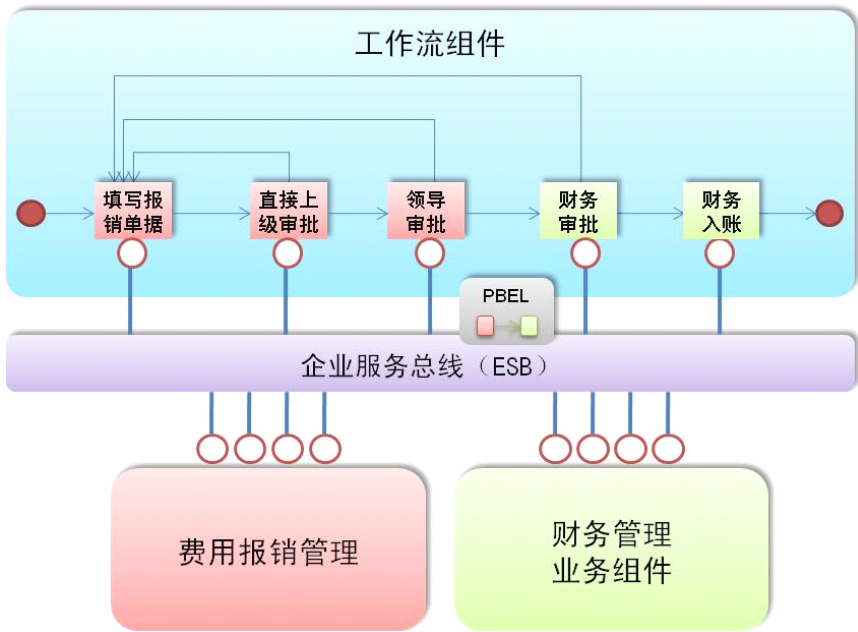 工作流组件
填写报
销单据
直接上
级审批
领导
审批
财务
审批
财务
入账
PBEL
企业服务总线（ESB）
费用报销管理
财务管理
业务组件